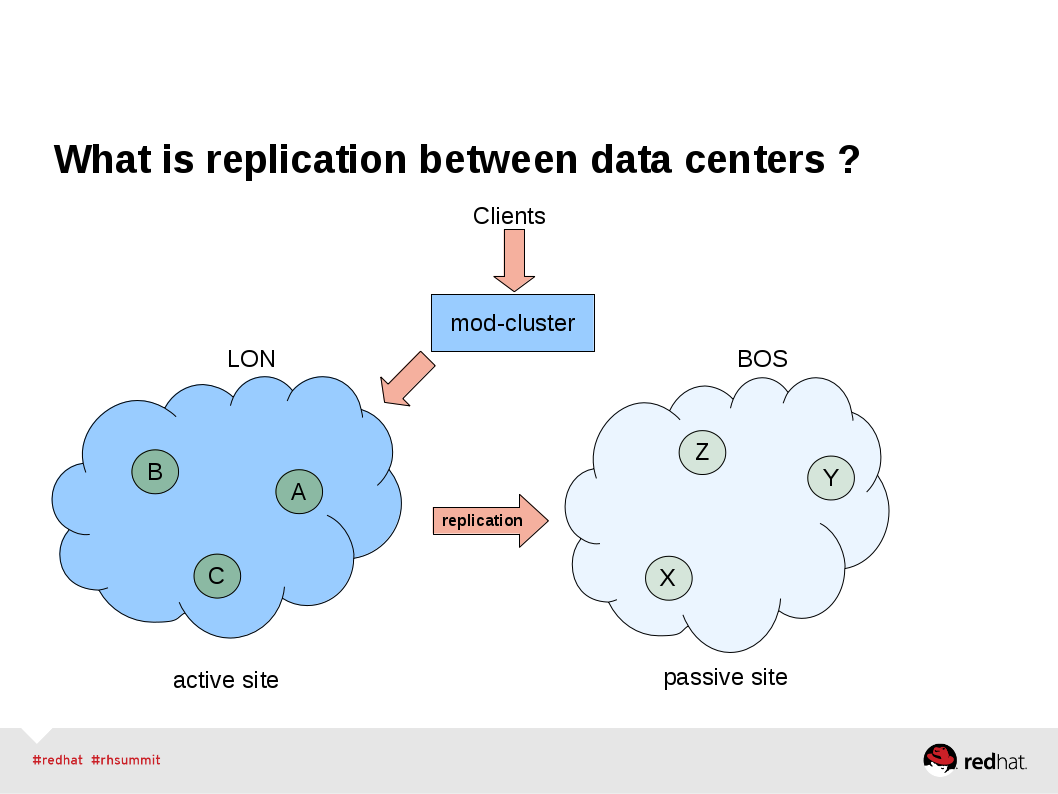 What is replication between data centers ?
Clients
mod-cluster
LON
BOS
B
A
C
replication
Z
Y
X
active site
passive site
#redhat #rhsummit
redhat.